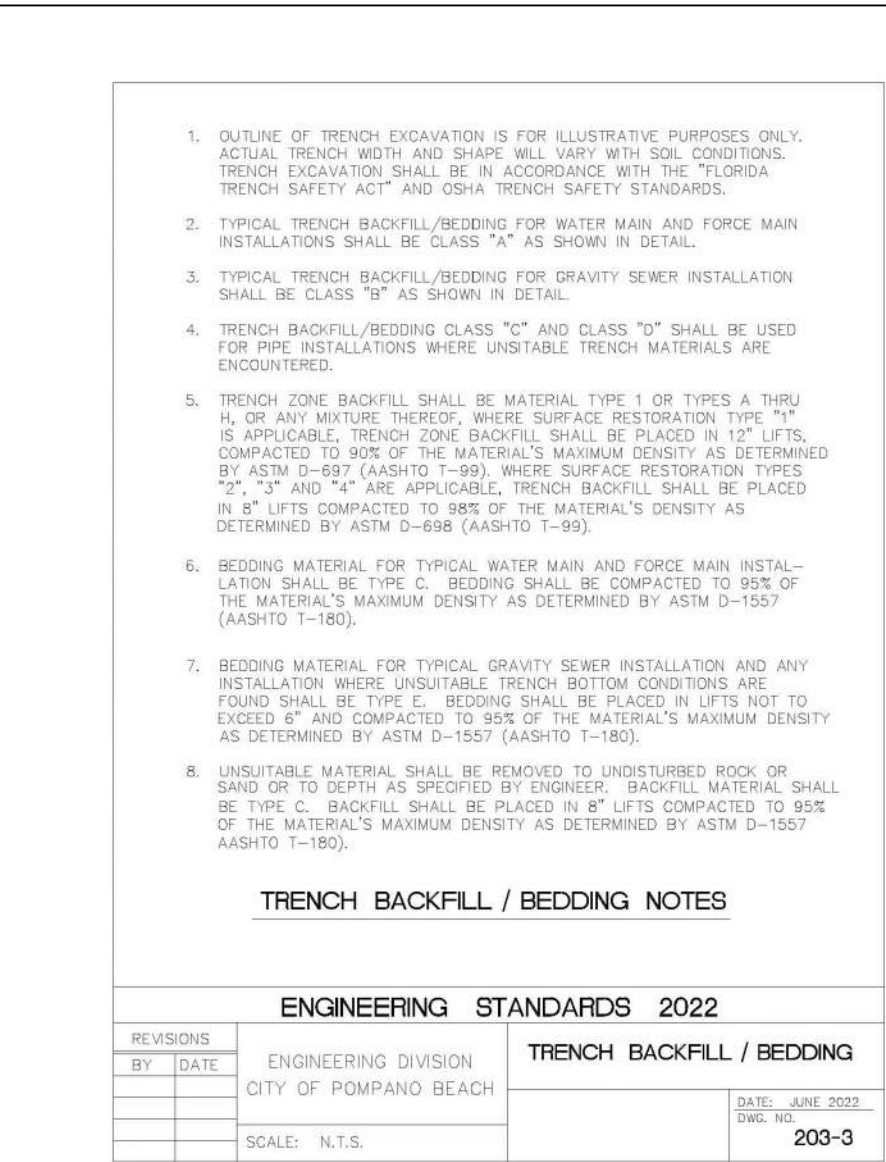 1. OUTLINE OF TRENCH EXCAVATION IS FOR ILLUSTRATIVE PURPOSES ONLY.
ACTUAL TRENCH WIDTH AND SHAPE WILL VARY WITH SOIL CONDITIONS.
TRENCH EXCAVATION SHALL BE IN ACCORDANCE WITH THE "FLORIDA
TRENCH SAFETY ACT" AND OSHA TRENCH SAFETY STANDARDS.
2. TYPICAL TRENCH BACKFILL/BEDDING FOR WATER MAIN AND FORCE MAIN
INSTALLATIONS SHALL BE CLASS "A" AS SHOWN IN DETAIL.
3. TYPICAL TRENCH BACKFILL/BEDDING FOR GRAVITY SEWER INSTALLATION
SHALL BE CLASS "B" AS SHOWN IN DETAIL.
4. TRENCH BACKFILL/BEDDING CLASS "C" AND CLASS "D" SHALL BE USED
FOR PIPE INSTALLATIONS WHERE UNSITABLE TRENCH MATERIALS ARE
ENCOUNTERED.
5. TRENCH ZONE BACKFILL SHALL BE MATERIAL TYPE 1 OR TYPES A THRU
H, OR ANY MIXTURE THEREOF, WHERE SURFACE RESTORATION TYPE "1"
IS APPLICABLE, TRENCH ZONE BACKFILL SHALL BE PLACED IN 12" LIFTS,
COMPACTED TO 90% OF THE MATERIAL'S MAXIMUM DENSITY AS DETERMINED
BY ASTM D-697 (AASHTO T-99). WHERE SURFACE RESTORATION TYPES
"2", "3" AND "4" ARE APPLICABLE, TRENCH BACKFILL SHALL BE PLACED
IN 8" LIFTS COMPACTED TO 98% OF THE MATERIAL'S DENSITY AS
DETERMINED BY ASTM D-698 (AASHTO T-99).
6. BEDDING MATERIAL FOR TYPICAL WATER MAIN AND FORCE MAIN INSTAL-
LATION SHALL BE TYPE C. BEDDING SHALL BE COMPACTED TO 95% OF
THE MATERIAL'S MAXIMUM DENSITY AS DETERMINED BY ASTM D-1557
(AASHTO T-180).
7. BEDDING MATERIAL FOR TYPICAL GRAVITY SEWER INSTALLATION AND ANY
INSTALLATION WHERE UNSUITABLE TRENCH BOTTOM CONDITIONS ARE
FOUND SHALL BE TYPE E. BEDDING SHALL BE PLACED IN LIFTS NOT TO
EXCEED 6" AND COMPACTED TO 95% OF THE MATERIAL'S MAXIMUM DENSITY
AS DETERMINED BY ASTM D-1557 (AASHTO T-180).
8. UNSUITABLE MATERIAL SHALL BE REMOVED TO UNDISTURBED ROCK OR
SAND OR TO DEPTH AS SPECIFIED BY ENGINEER. BACKFILL MATERIAL SHALL
BE TYPE C. BACKFILL SHALL BE PLACED IN 8" LIFTS COMPACTED TO 95%
OF THE MATERIAL'S MAXIMUM DENSITY AS DETERMINED BY ASTM D-1557
AASHTO T-180).
TRENCH BACKFILL / BEDDING NOTES
ENGINEERING STANDARDS 2022
REVISIONS
BY DATE
ENGINEERING DIVISION
CITY OF POMPANO BEACH
SCALE: N.T.S.
TRENCH BACKFILL / BEDDING
DATE: JUNE 2022
DWG. NO.
203-3